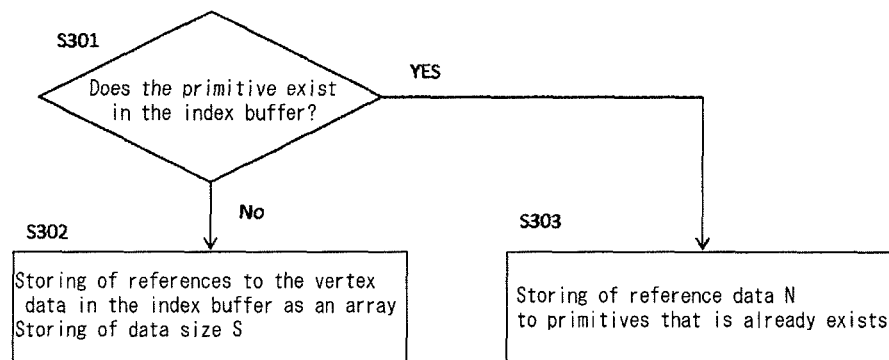 S301
Does the primitive exist
in the index buffer?
YES
No
S302
Storing of references to the vertex
data in the index buffer as an array
Storing of data size S
S303
Storing of reference data N
to primitives that is already exists